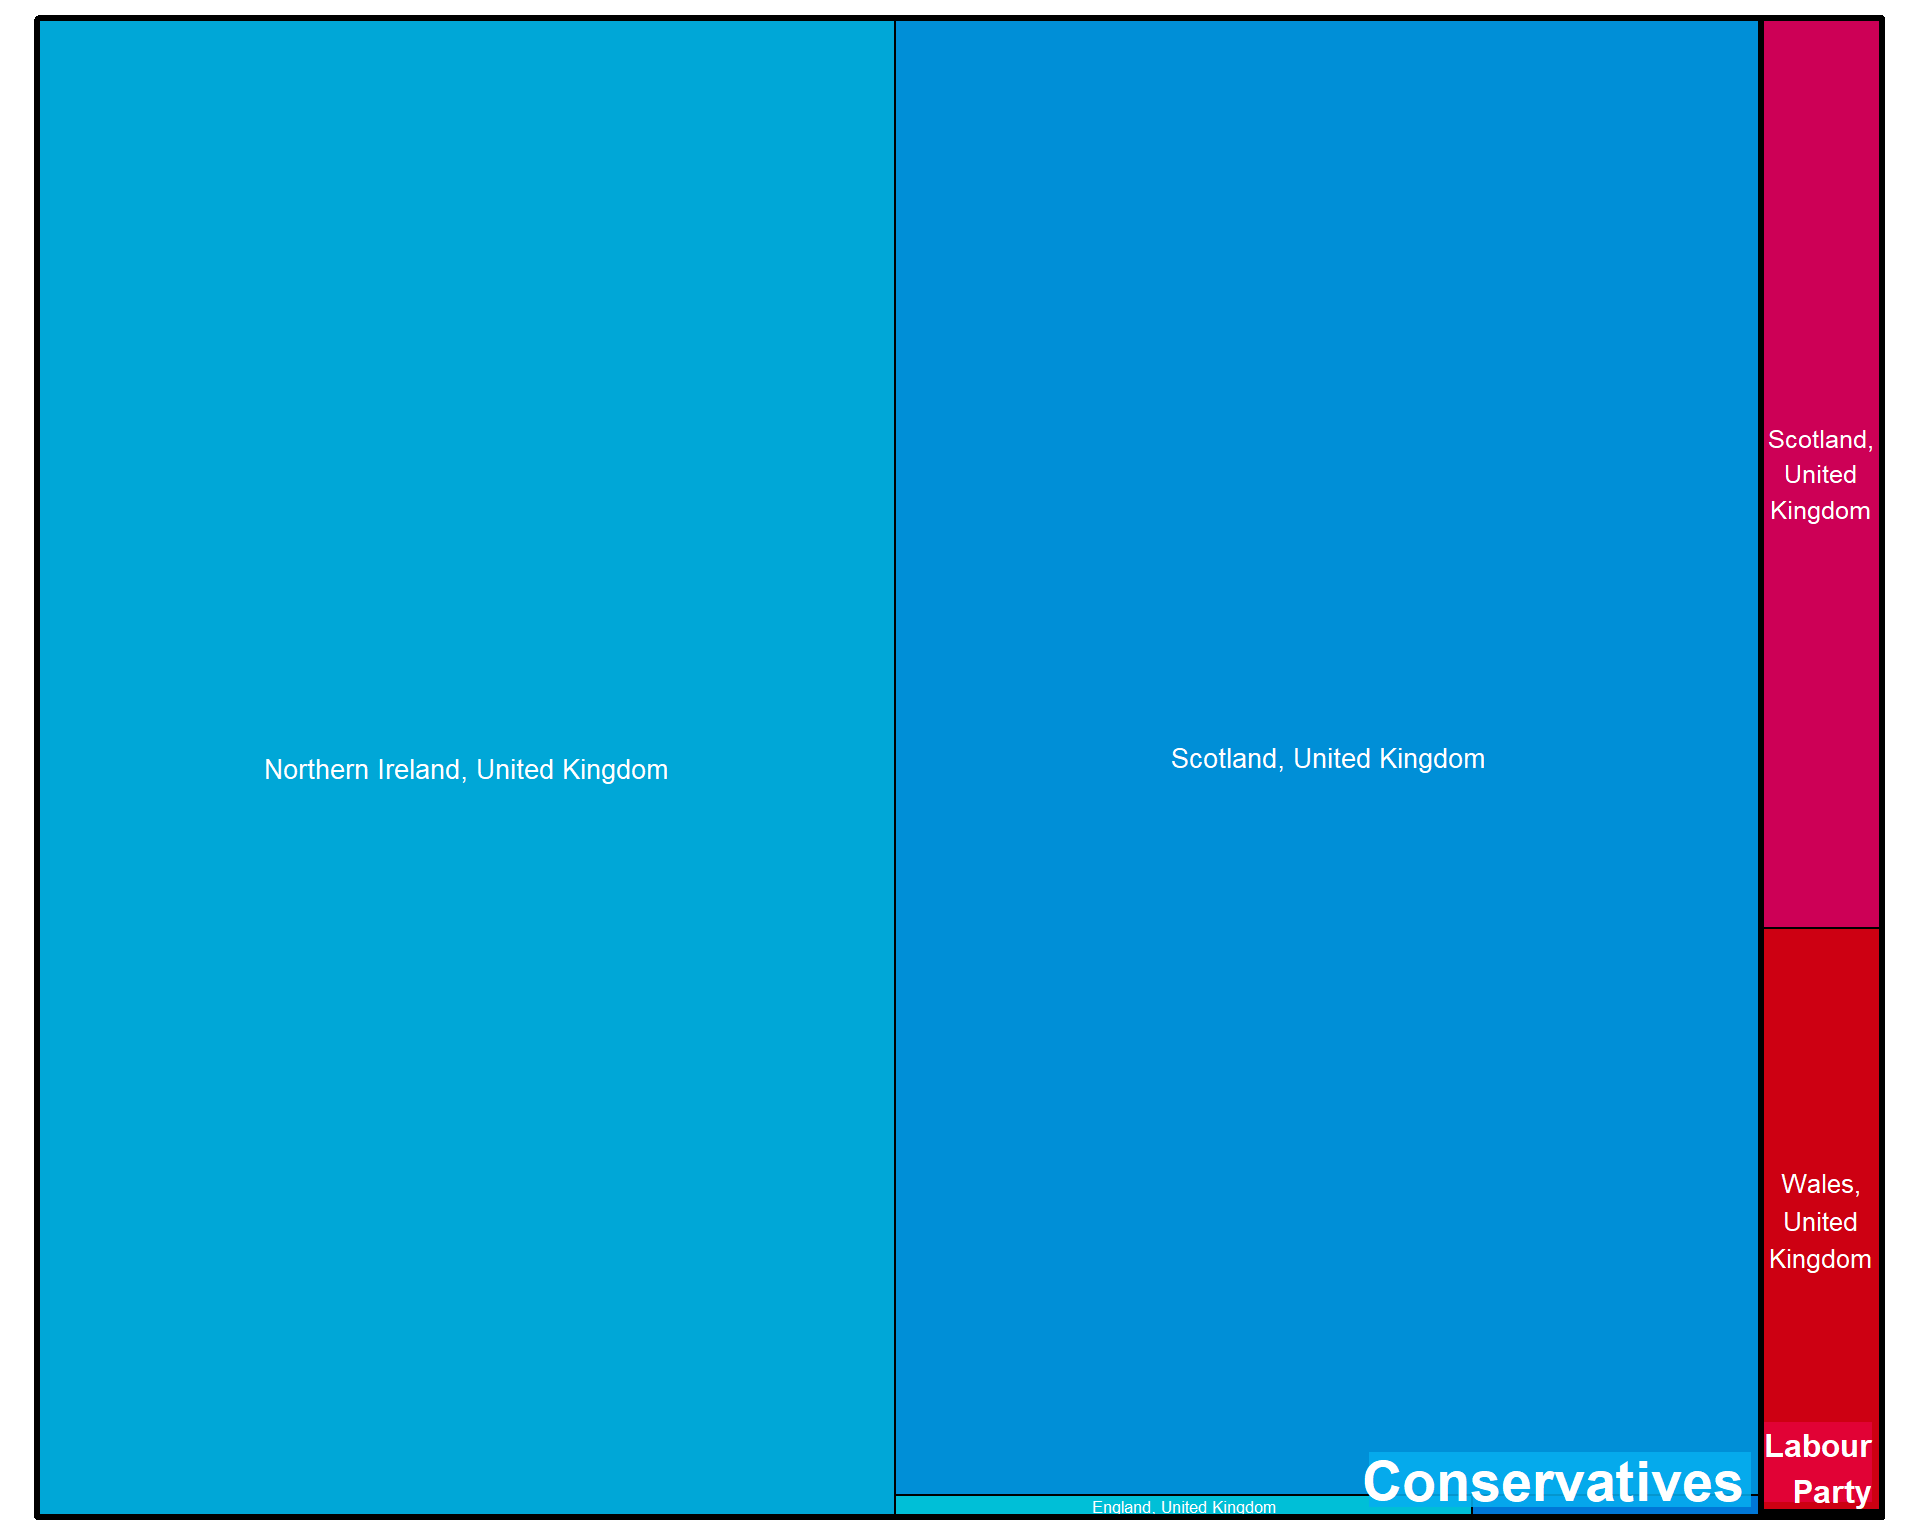 Northern Ireland, United Kingdom
Scotland, United Kingdom
Scotland,
United
Kingdom
Wales,
United
Kingdom
Labour
Party
Conservatives
England, United Kingdom